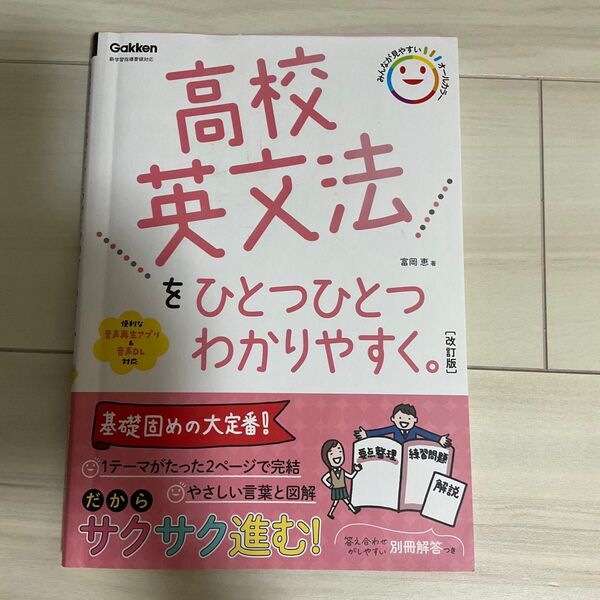 Gakken
新学習指導要領対応
みんなが見やすい オールカラー
高校
英文法
を ひとつひとつ
わかりやすく。
[改訂版]
富岡 恵 著
便利な
音声再生アプリ
&
音声DL
対応
基礎固めの大定番!
1テーマがたった2ページで完結
やさしい言葉と図解
だから
サクサク進む!
要点整理
練習問題
解説
答え合わせ
がしやすい 別冊解答つき